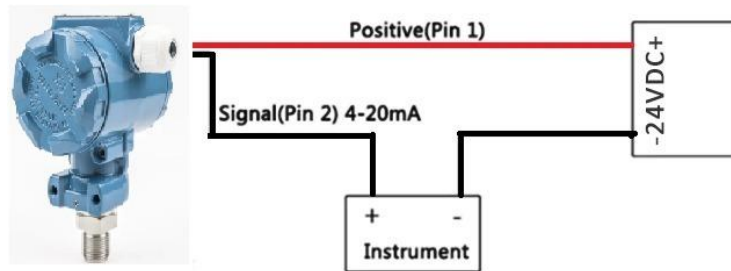 Positive(Pin 1)
-24VDC+
Signal(Pin 2) 4-20mA
+ -
Instrument